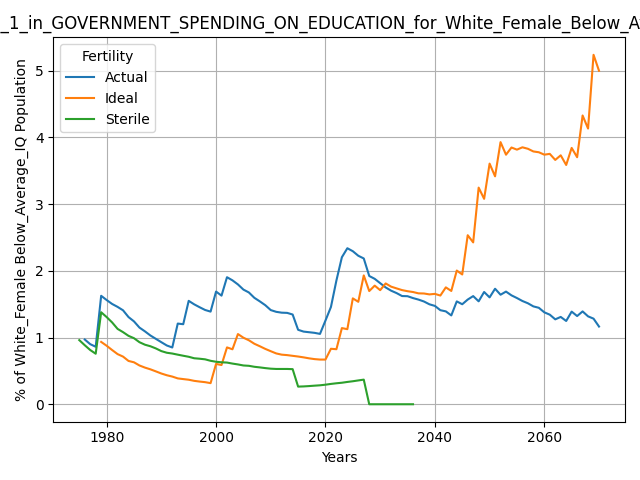 _1_in_GOVERNMENT_SPENDING_ON_EDUCATION_for_White_Female_Below_A
Fertility
Actual
Ideal
Sterile
% of White_Female Below_Average_IQ Population
5
4
3
2
1
0
1980 2000 2020 2040 2060
Years